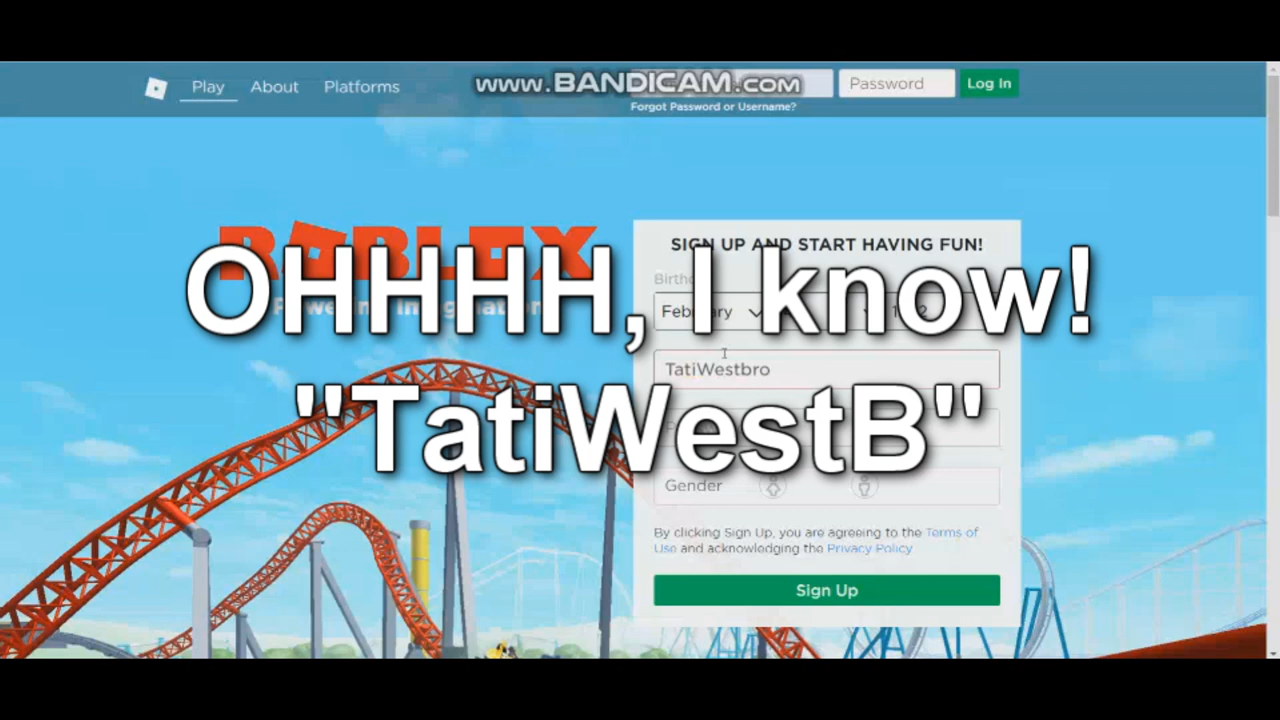 Play About Platforms
www.BANDICAM.com
Password
Log In
Forgot Password or Username?
ROBLOX
SIGN UP AND START HAVING FUN!
OHHHH, I know!
February
TatiWestbro
"TatiWestB"
Gender
By clicking Sign Up, you are agreeing to the Terms of
Use and acknowledging the Privacy Policy
Sign Up